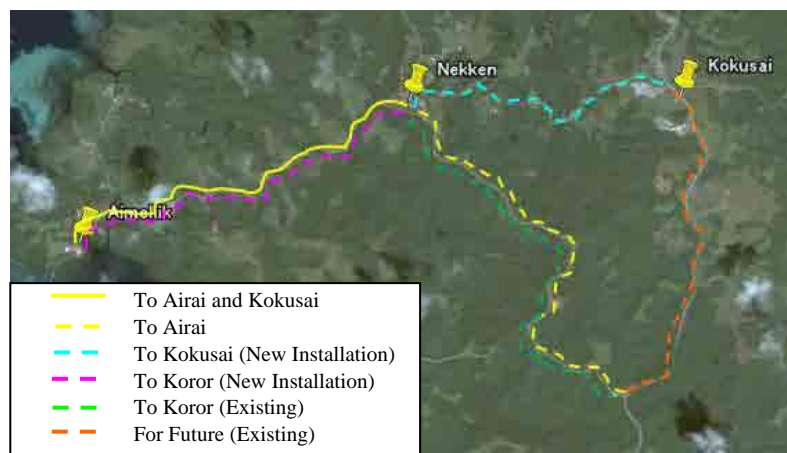 Nekken
Kokusai
Aimeliik
To Airai and Kokusai
To Airai
To Kokusai (New Installation)
To Koror (New Installation)
To Koror (Existing)
For Future (Existing)